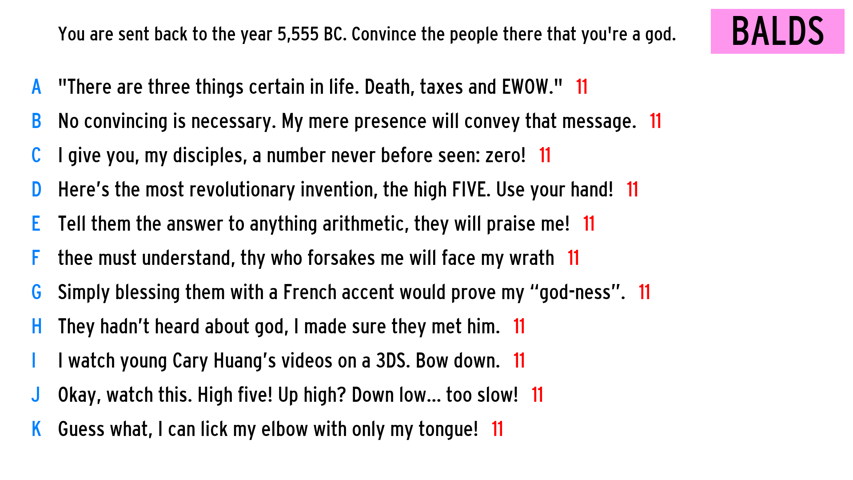 You are sent back to the year 5,555 BC. Convince the people there that you're a god.
BALDS
A "There are three things certain in life. Death, taxes and EWOW." 11
B No convincing is necessary. My mere presence will convey that message. 11
C I give you, my disciples, a number never before seen: zero! 11
D Here’s the most revolutionary invention, the high FIVE. Use your hand! 11
E Tell them the answer to anything arithmetic, they will praise me! 11
F thee must understand, thy who forsakes me will face my wrath 11
G Simply blessing them with a French accent would prove my “god-ness”. 11
H They hadn’t heard about god, I made sure they met him. 11
I I watch young Cary Huang’s videos on a 3DS. Bow down. 11
J Okay, watch this. High five! Up high? Down low... too slow! 11
K Guess what, I can lick my elbow with only my tongue! 11